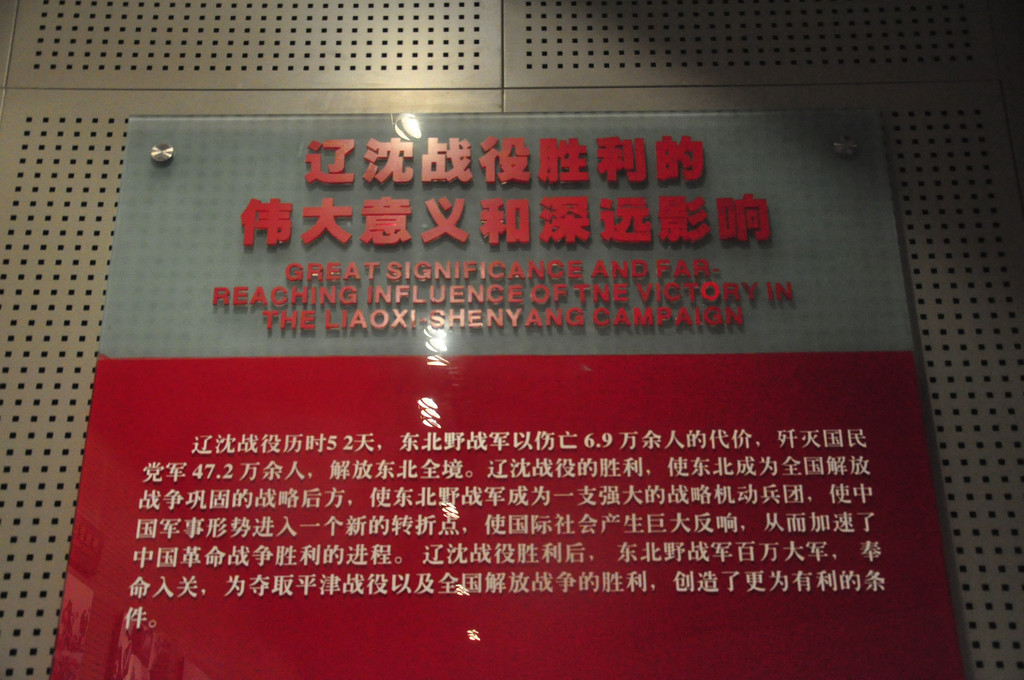 辽沈战役胜利的
伟大意义和深远影响
GREAT SIGNIFICANCE AND FAR-
REACHING INFLUENCE OF TNE VICTORY IN
THE LIAOXI-SHENYANG CAMPAIGN
辽沈战役历时5 2天，东北野战军以伤亡 6.9 万余人的代价，歼灭国民
党军 47.2 万余人，解放东北全境。辽沈战役的胜利，使东北成为全国解放
战争巩固的战略后方，使东北野战军成为一支强大的战略机动兵团，使中
国军事形势进入一个新的转折点，使国际社会产生巨大反响，从而加速了
中国革命战争胜利的进程。辽沈战役胜利后，东北野战军百万大军，奉
命入关，为夺取平津战役以及全国解放战争的胜利，创造了更为有利的条
件。